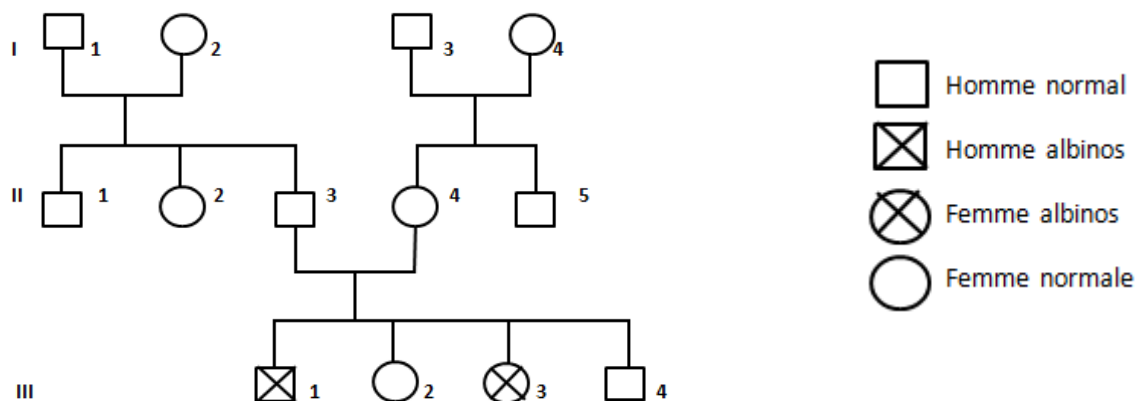 I 1 2 3 4
II 1 2 3 4 5
III 1 2 3 4
Homme normal
Homme albinos
Femme albinos
Femme normale